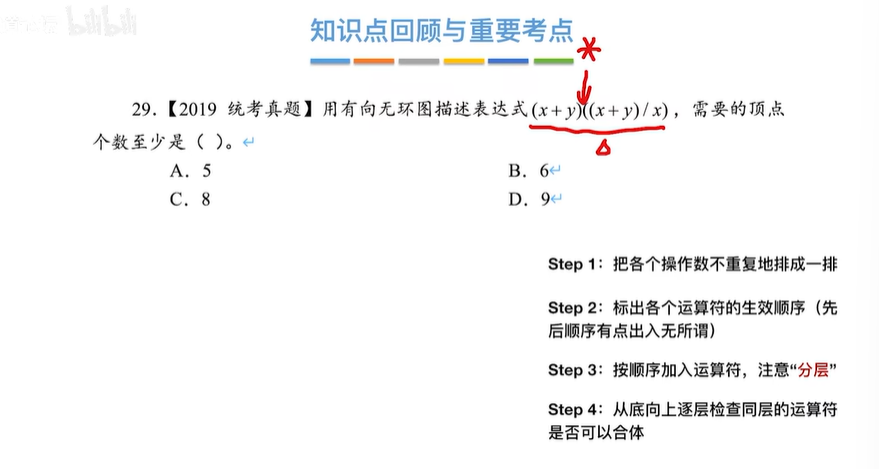 bilibili
知识点回顾与重要考点
*
29.【2019 统考真题】用有向无环图描述表达式(x+y)((x+y)/x)，需要的顶点
个数至少是（ ）。↵
A．5
B．6↵
C．8
D．9↵
Step 1：把各个操作数不重复地排成一排
Step 2：标出各个运算符的生效顺序（先
后顺序有点出入无所谓）
Step 3：按顺序加入运算符，注意“分层”
Step 4：从底向上逐层检查同层的运算符
是否可以合体